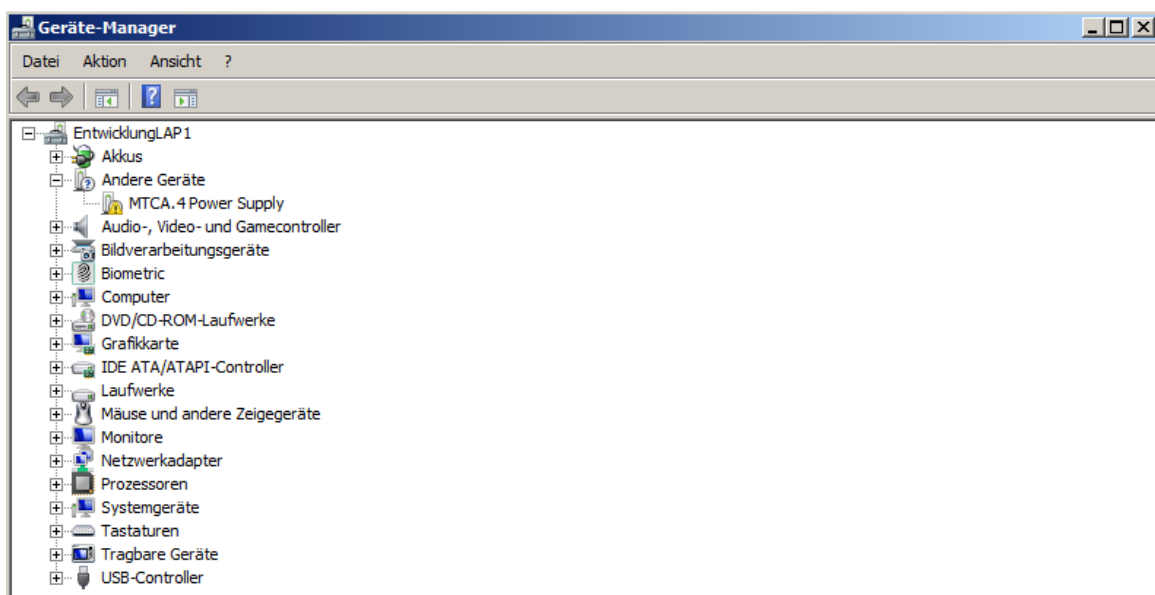 Geräte-Manager
Datei Aktion Ansicht ?
EntwicklungLAP1
Akkus
Andere Geräte
MTCA.4 Power Supply
Audio-, Video- und Gamecontroller
Bildverarbeitungsgeräte
Biometric
Computer
DVD/CD-ROM-Laufwerke
Grafikkarte
IDE ATA/ATAPI-Controller
Laufwerke
Mäuse und andere Zeigegeräte
Monitore
Netzwerkadapter
Prozessoren
Systemgeräte
Tastaturen
Tragbare Geräte
USB-Controller